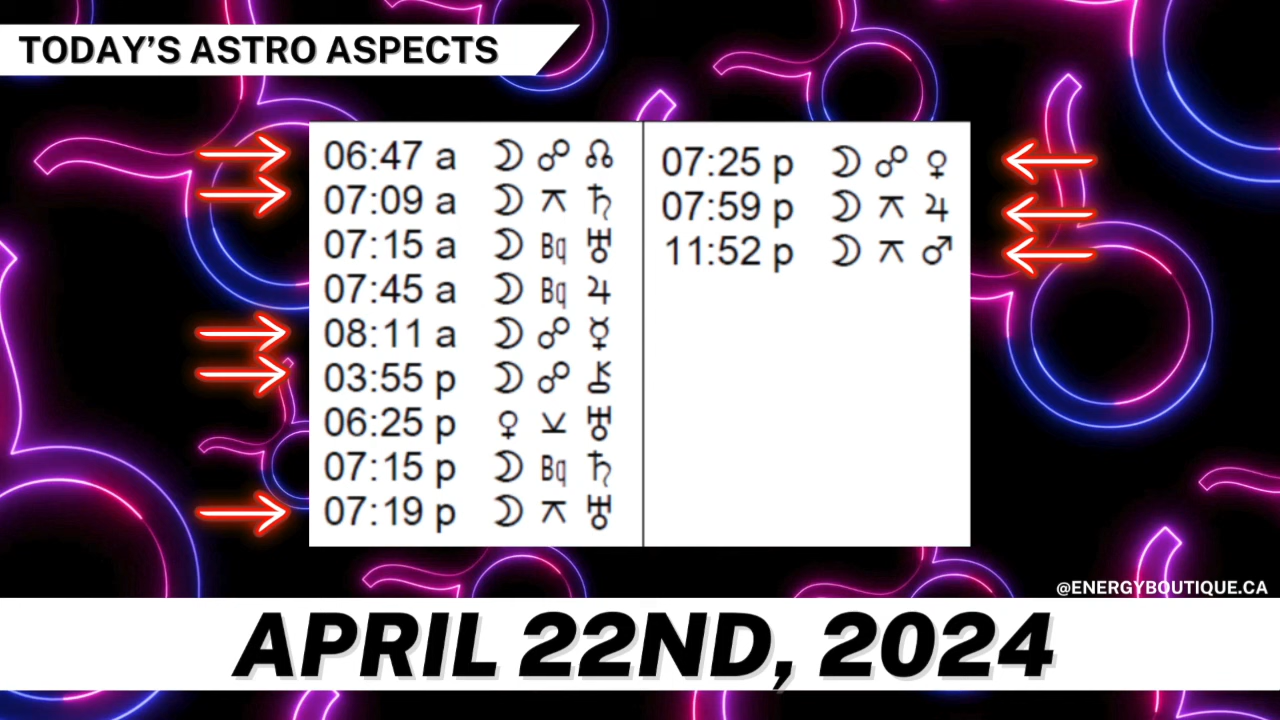 TODAY'S ASTRO ASPECTS
06:47 a ☽ ☍ ☊
07:09 a ☽ ⚻ ♄
07:15 a ☽ Bq ♅
07:45 a ☽ Bq ♃
08:11 a ☽ ☍ ☿
03:55 p ☽ ☍ ⚷
06:25 p ♀ ⚺ ♅
07:15 p ☽ Bq ♄
07:19 p ☽ ⚻ ♅
07:25 p ☽ ☍ ♀
07:59 p ☽ ⚻ ♃
11:52 p ☽ ⚻ ♂
@ENERGYBOUTIQUE.CA
APRIL 22ND, 2024